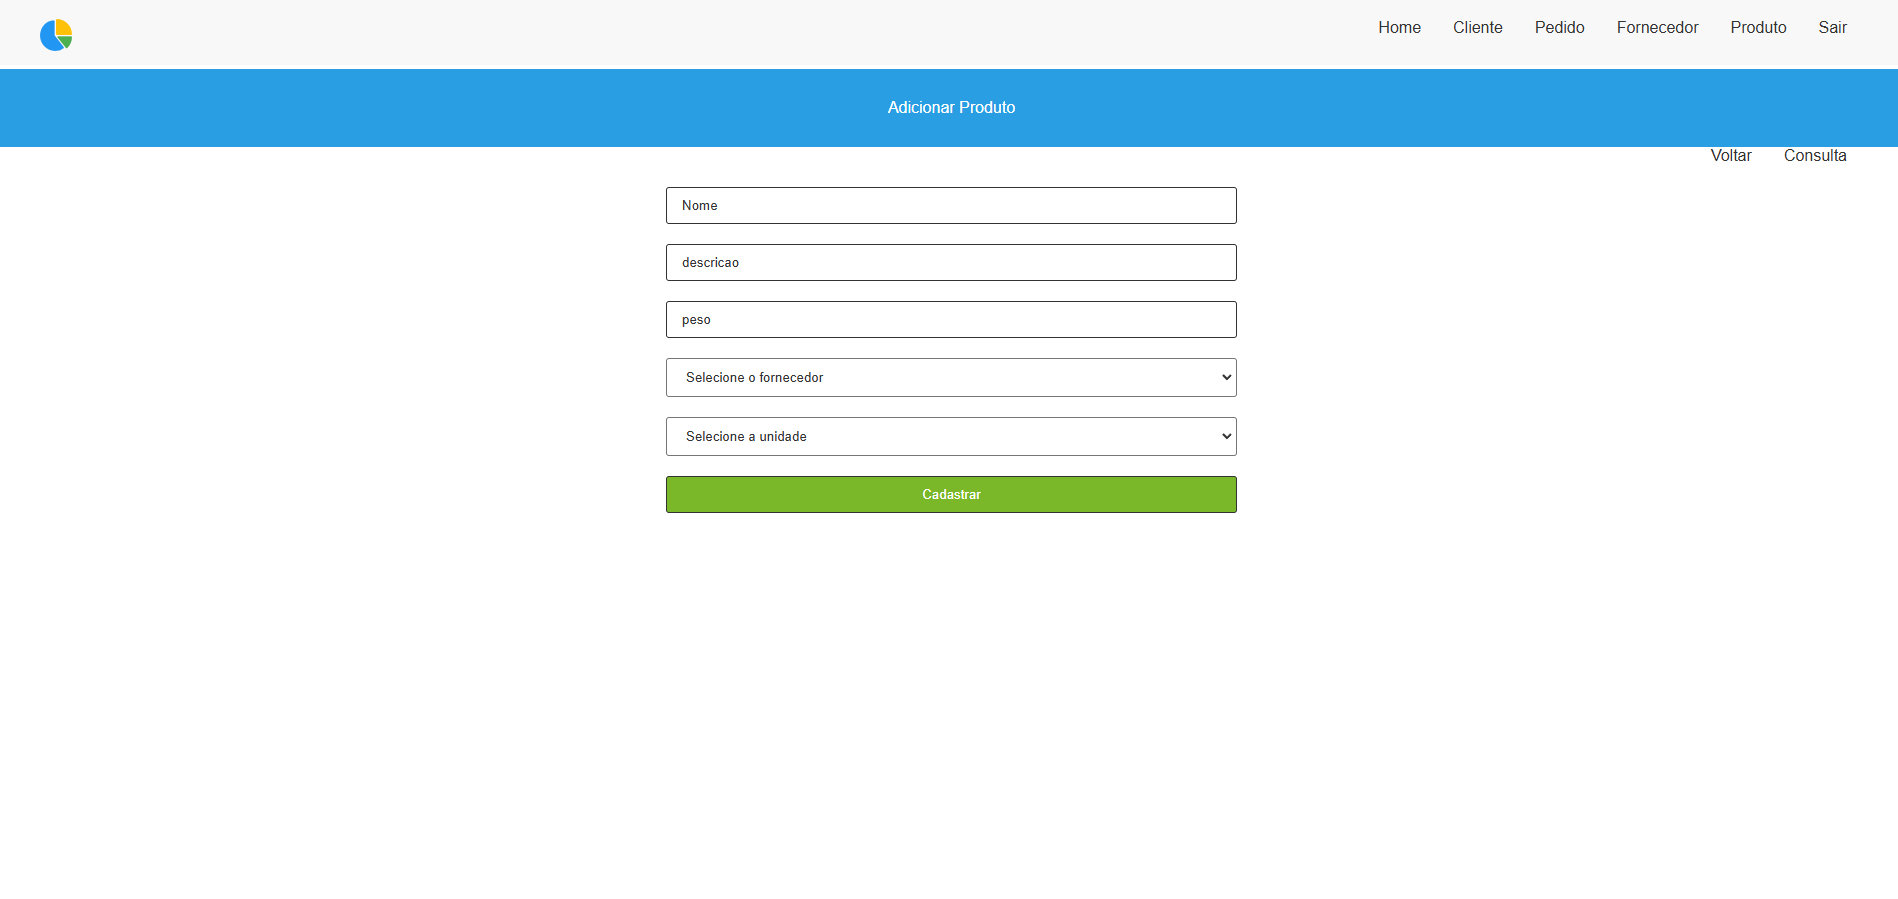 Home Cliente Pedido Fornecedor Produto Sair
Adicionar Produto
Voltar Consulta
Nome
descricao
peso
Selecione o fornecedor
Selecione a unidade
Cadastrar